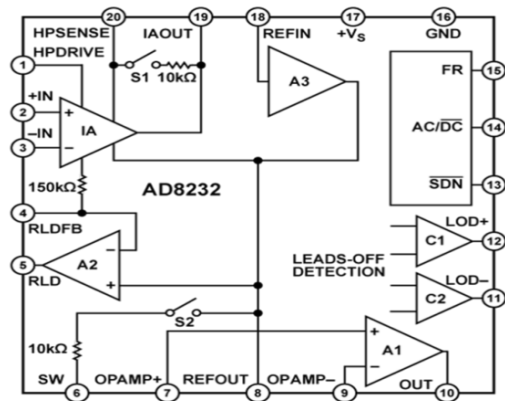 20 19 18 17 16
HPSENSE IAOUT REFIN +VS GND
HPDRIVE
1
S1 10kΩ
A3
FR 15
+IN
2
+ IA
–IN
3
–
AC/DC 14
150kΩ
AD8232
SDN 13
4
RLDFB
LOD+
C1 12
A2 –
+
LEADS-OFF
DETECTION
5
RLD
LOD–
C2 11
S2
10kΩ
+
A1
–
SW OPAMP+ REFOUT OPAMP– OUT
6 7 8 9 10